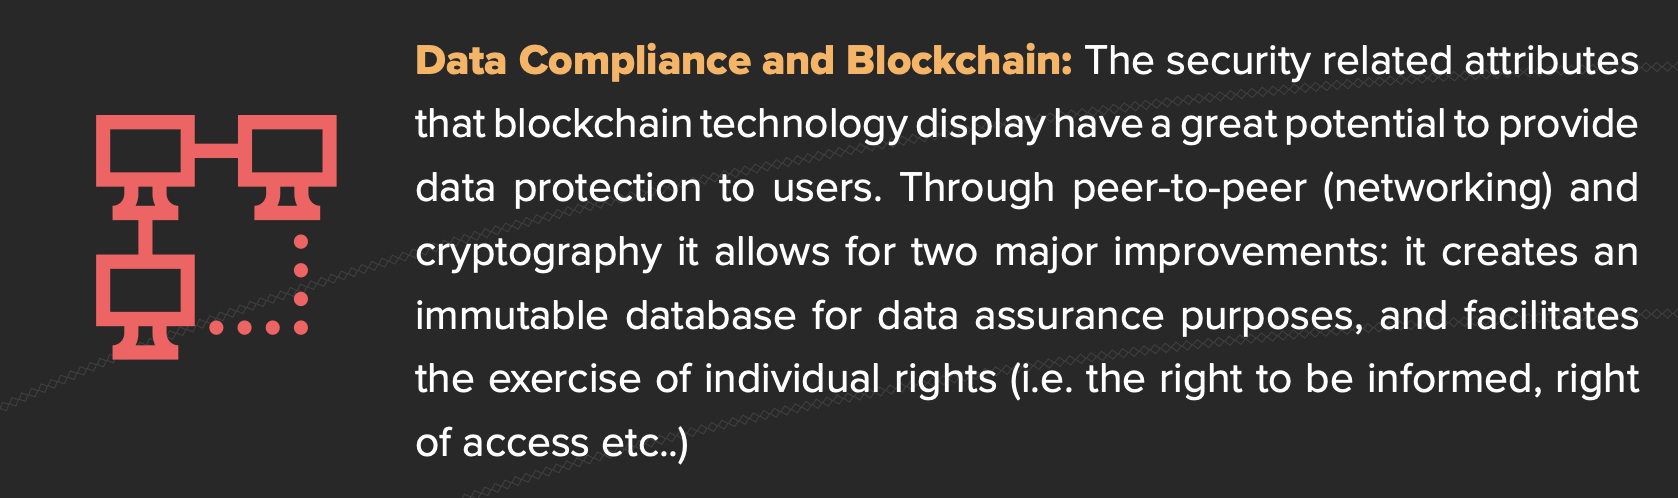 Data Compliance and Blockchain: The security related attributes
that blockchain technology display have a great potential to provide
data protection to users. Through peer-to-peer (networking) and
cryptography it allows for two major improvements: it creates an
immutable database for data assurance purposes, and facilitates
the exercise of individual rights (i.e. the right to be informed, right
of access etc..)